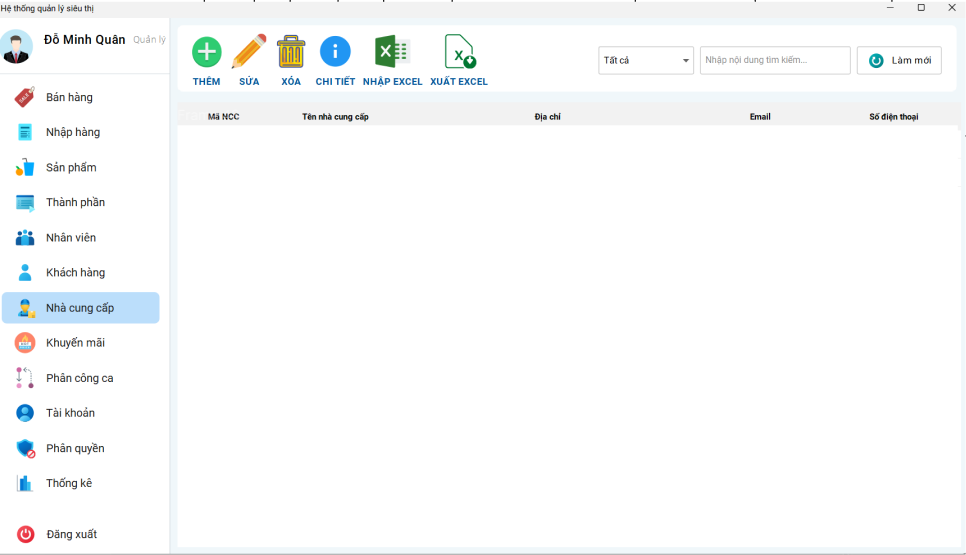 Hệ thống quản lý siêu thị
Đỗ Minh Quân Quản lý
Bán hàng
Nhập hàng
Sản phẩm
Thành phần
Nhân viên
Khách hàng
Nhà cung cấp
Khuyến mãi
Phân công ca
Tài khoản
Phân quyền
Thống kê
Đăng xuất
THÊM SỬA XÓA CHI TIẾT NHẬP EXCEL XUẤT EXCEL
Tất cả
Nhập nội dung tìm kiếm...
Làm mới
Mã NCC Tên nhà cung cấp Địa chỉ Email Số điện thoại